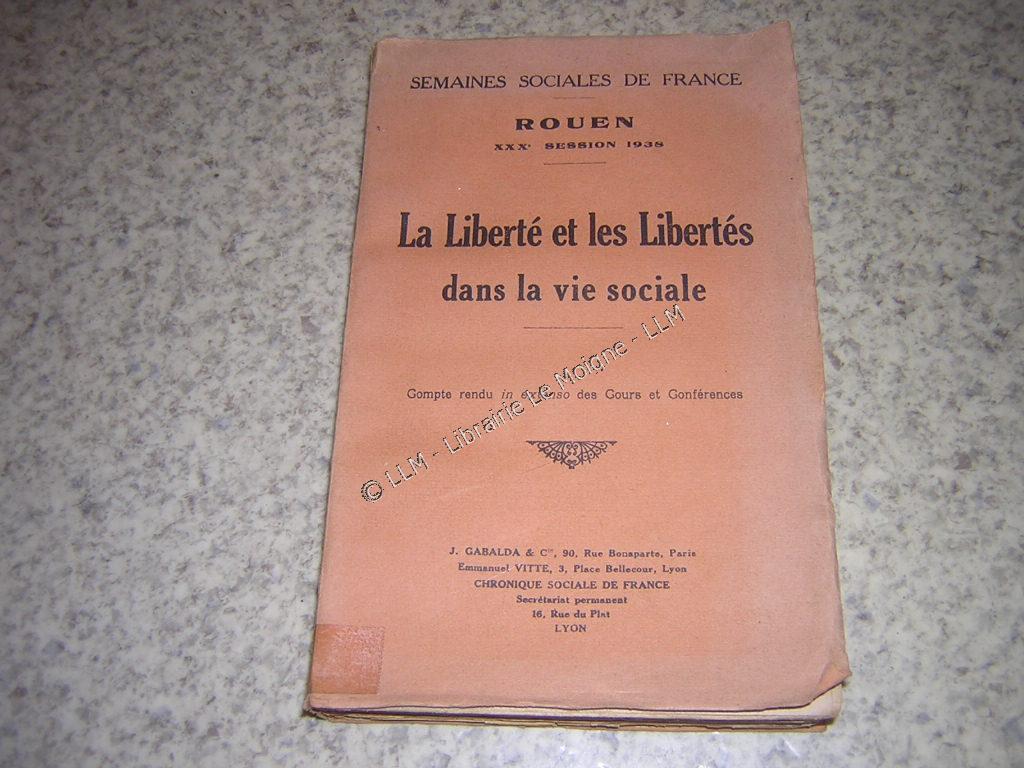 SEMAINES SOCIALES DE FRANCE
ROUEN
XXXe SESSION 1938
La Liberté et les Libertés
dans la vie sociale
Compte rendu in extenso des Cours et Conférences
© LLM - Librairie Le Moigne - LLM
J. GABALDA & Cie, 90, Rue Bonaparte, Paris
Emmanuel VITTE, 3, Place Bellecour, Lyon
CHRONIQUE SOCIALE DE FRANCE
Secrétariat permanent
16, Rue du Plat
LYON